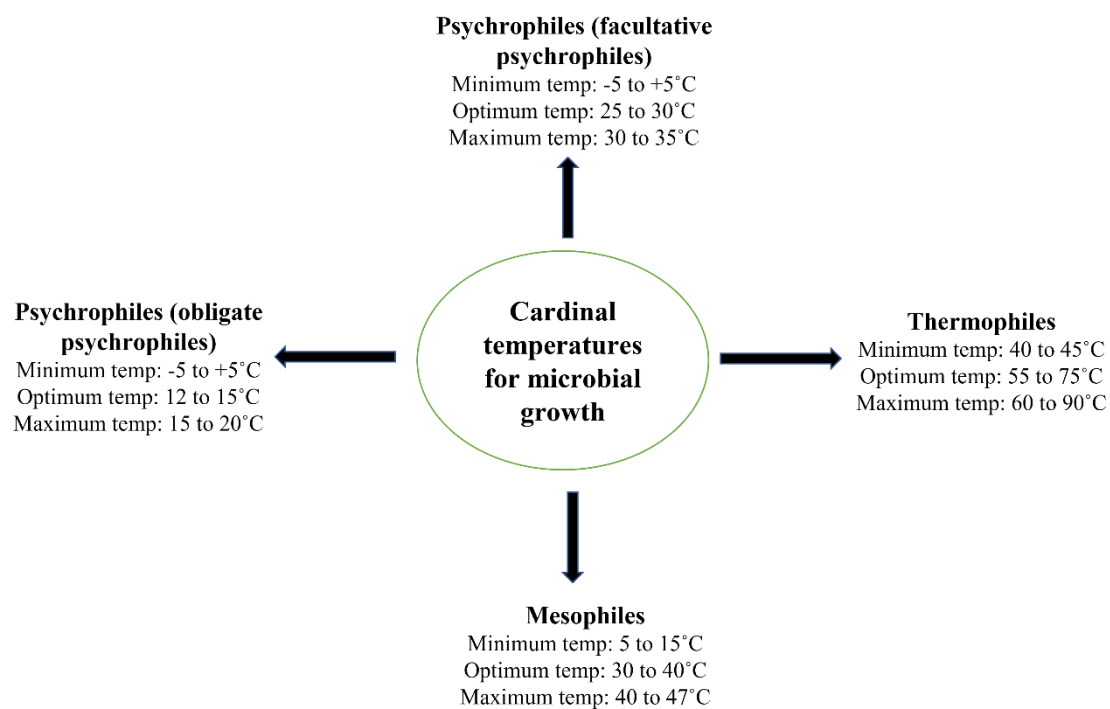 Psychrophiles (facultative
psychrophiles)
Minimum temp: -5 to +5˚C
Optimum temp: 25 to 30˚C
Maximum temp: 30 to 35˚C
Psychrophiles (obligate
psychrophiles)
Minimum temp: -5 to +5˚C
Optimum temp: 12 to 15˚C
Maximum temp: 15 to 20˚C
Cardinal
temperatures
for microbial
growth
Thermophiles
Minimum temp: 40 to 45˚C
Optimum temp: 55 to 75˚C
Maximum temp: 60 to 90˚C
Mesophiles
Minimum temp: 5 to 15˚C
Optimum temp: 30 to 40˚C
Maximum temp: 40 to 47˚C